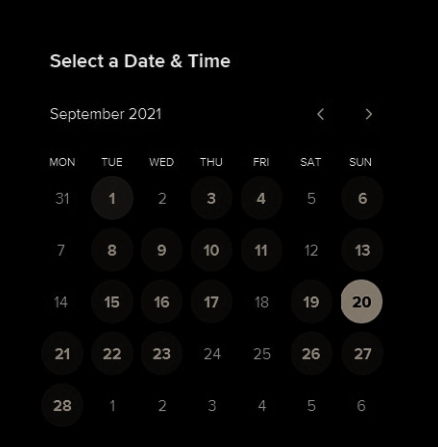 Select a Date & Time
September 2021
MON TUE WED THU FRI SAT SUN
31 1 2 3 4 5 6
7 8 9 10 11 12 13
14 15 16 17 18 19 20
21 22 23 24 25 26 27
28 1 2 3 4 5 6